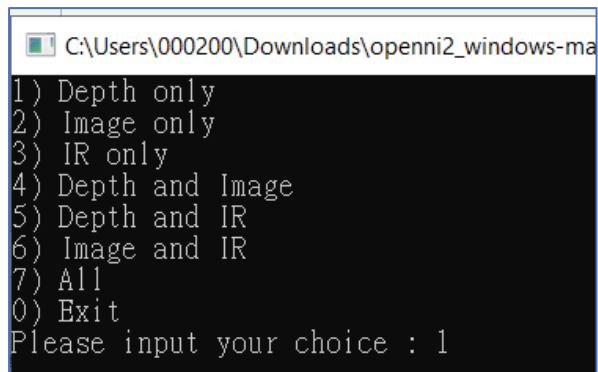 C:\Users\000200\Downloads\openni2_windows-ma
1) Depth only
2) Image only
3) IR only
4) Depth and Image
5) Depth and IR
6) Image and IR
7) All
0) Exit
Please input your choice : 1